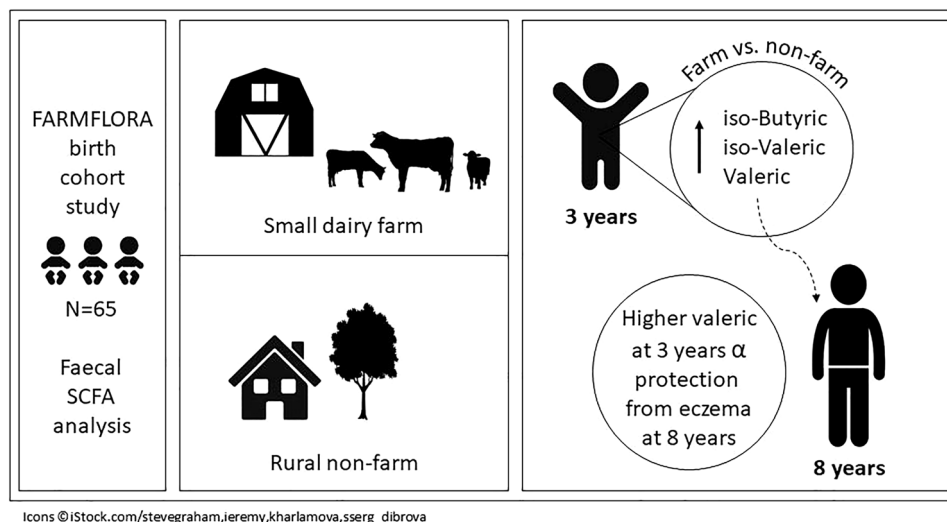 FARMFLORA
birth
cohort
study
N=65
Faecal
SCFA
analysis
Small dairy farm
Rural non-farm
Farm vs. non-farm
iso-Butyric
iso-Valeric
Valeric
3 years
Higher valeric
at 3 years α
protection
from eczema
at 8 years
8 years
Icons ©iStock.com/stevegraham,jeremy,kharlamova,sserg_dibrova